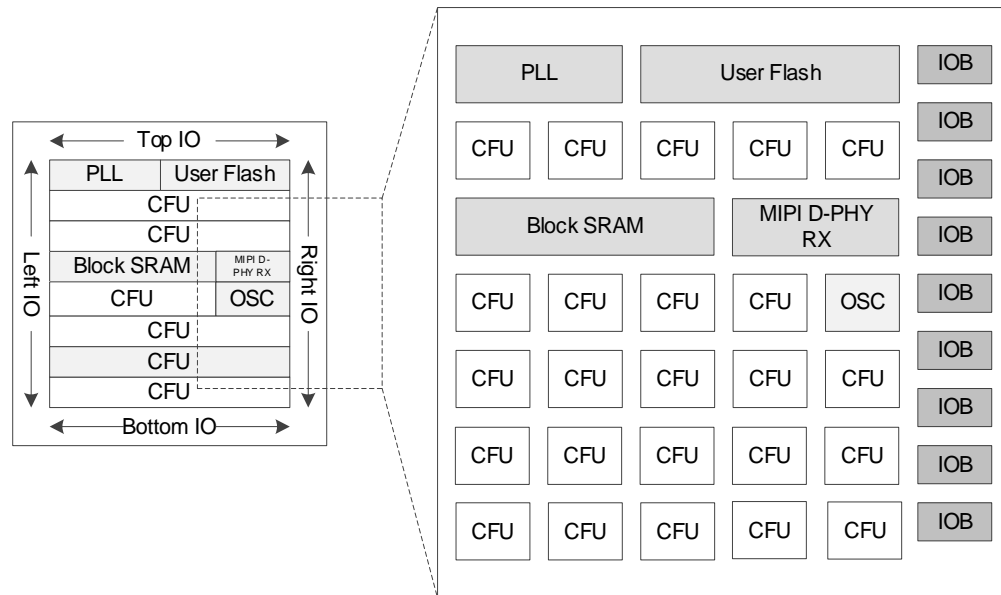 Top IO
PLL User Flash
CFU
CFU
Block SRAM MIPI D-
PHY RX
CFU OSC
CFU
CFU
CFU
Left IO
Right IO
Bottom IO
PLL User Flash IOB
IOB
CFU CFU CFU CFU CFU
IOB
Block SRAM MIPI D-PHY
RX
IOB
CFU CFU CFU CFU OSC IOB
IOB
CFU CFU CFU CFU CFU
IOB
CFU CFU CFU CFU CFU IOB
CFU CFU CFU CFU CFU IOB